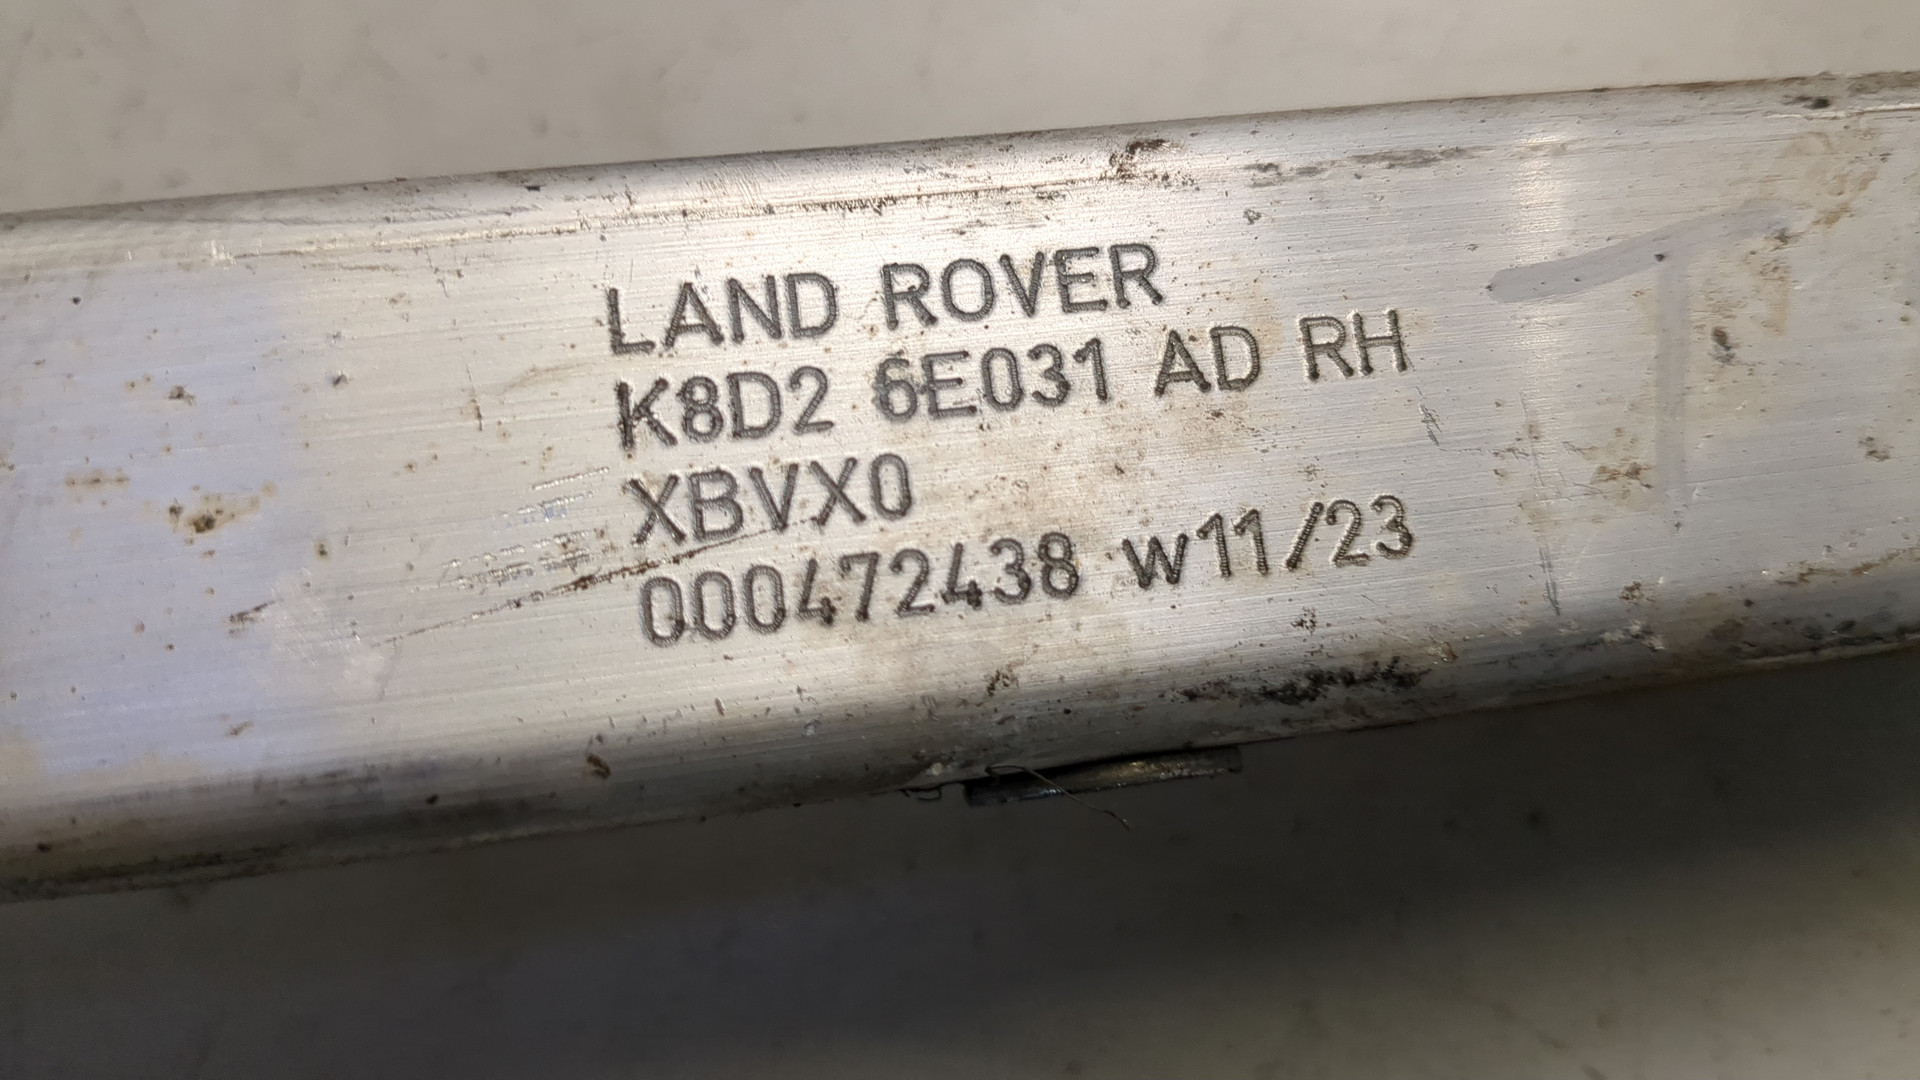 LAND ROVER
K8D2 6E031 AD RH
XBVX0
000472438 W11/23